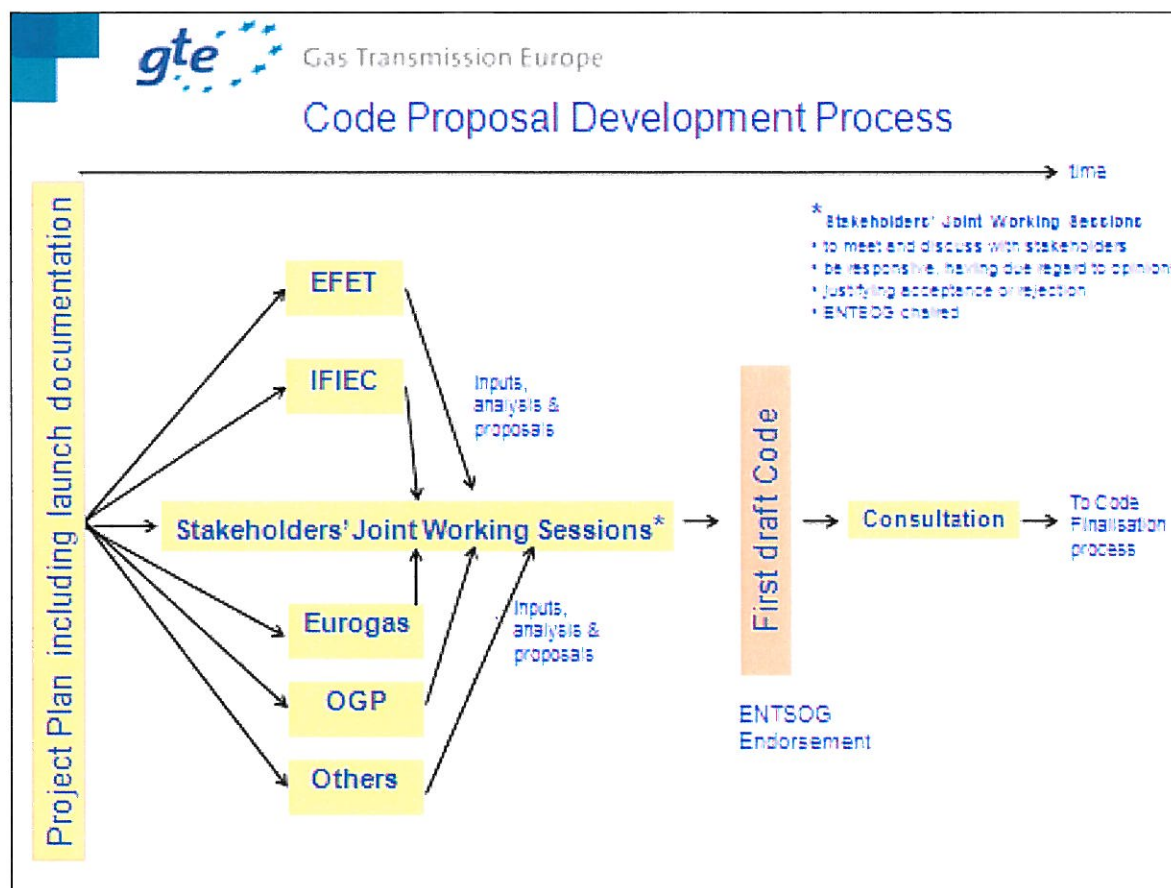 gte
Gas Transmission Europe
Code Proposal Development Process
time
Project Plan including launch documentation
* Stakeholders' Joint Working Sessions
• to meet and discuss with stakeholders
• be responsive, having due regard to opinions
• justifying acceptance or rejection
• ENTSOG chaired
EFET
IFIEC
Inputs,
analysis &
proposals
Stakeholders' Joint Working Sessions*
First draft Code
Consultation
To Code
Finalisation
process
Eurogas
Inputs,
analysis &
proposals
OGP
Others
ENTSOG
Endorsement